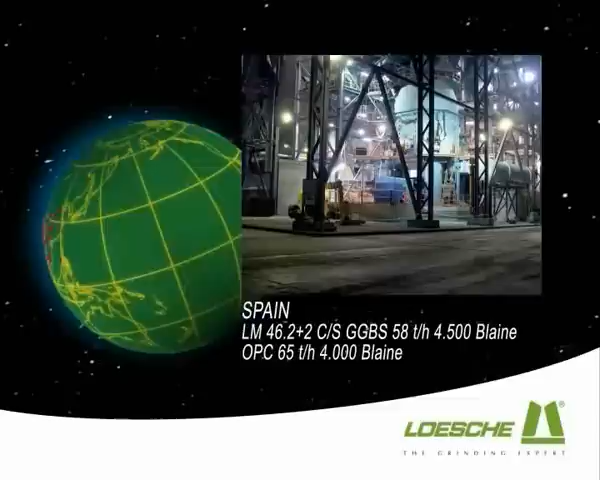 SPAIN
LM 46.2+2 C/S GGBS 58 t/h 4.500 Blaine
OPC 65 t/h 4.000 Blaine
LOESCHE ®
THE GRINDING EXPERT